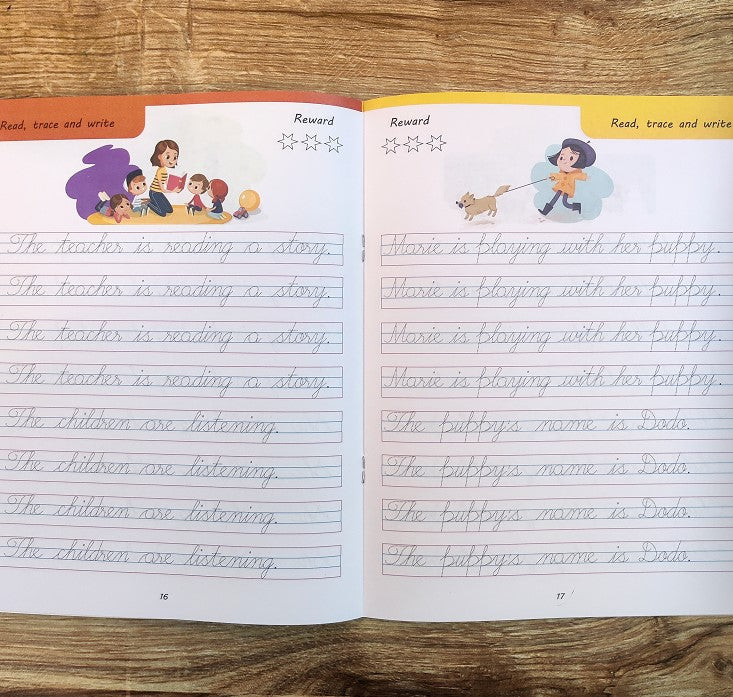 Read, trace and write
Reward
The teacher is reading a story.
The teacher is reading a story.
The teacher is reading a story.
The teacher is reading a story.
The children are listening.
The children are listening.
The children are listening.
The children are listening.
16
Reward
Read, trace and write
Marie is playing with her puppy.
Marie is playing with her puppy.
Marie is playing with her puppy.
Marie is playing with her puppy.
The puppy's name is Dodo.
The puppy's name is Dodo.
The puppy's name is Dodo.
The puppy's name is Dodo.
17